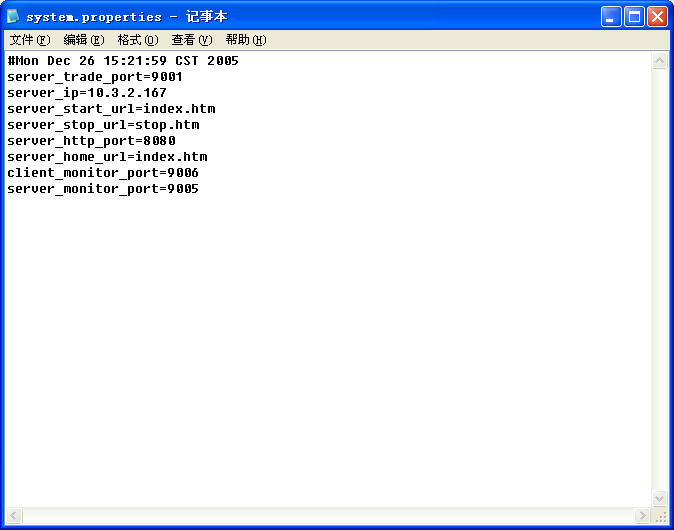 system.properties - 记事本
文件(F) 编辑(E) 格式(O) 查看(V) 帮助(H)
#Mon Dec 26 15:21:59 CST 2005
server_trade_port=9001
server_ip=10.3.2.167
server_start_url=index.htm
server_stop_url=stop.htm
server_http_port=8080
server_home_url=index.htm
client_monitor_port=9006
server_monitor_port=9005